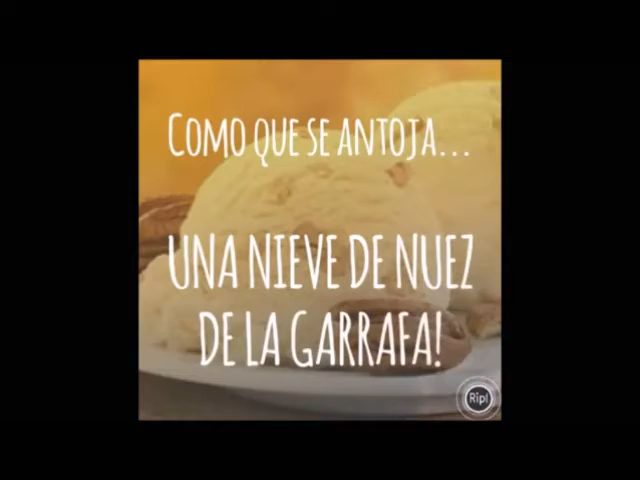 Como que se antoja...
UNA NIEVE DE NUEZ
DE LA GARRAFA!
Ripl